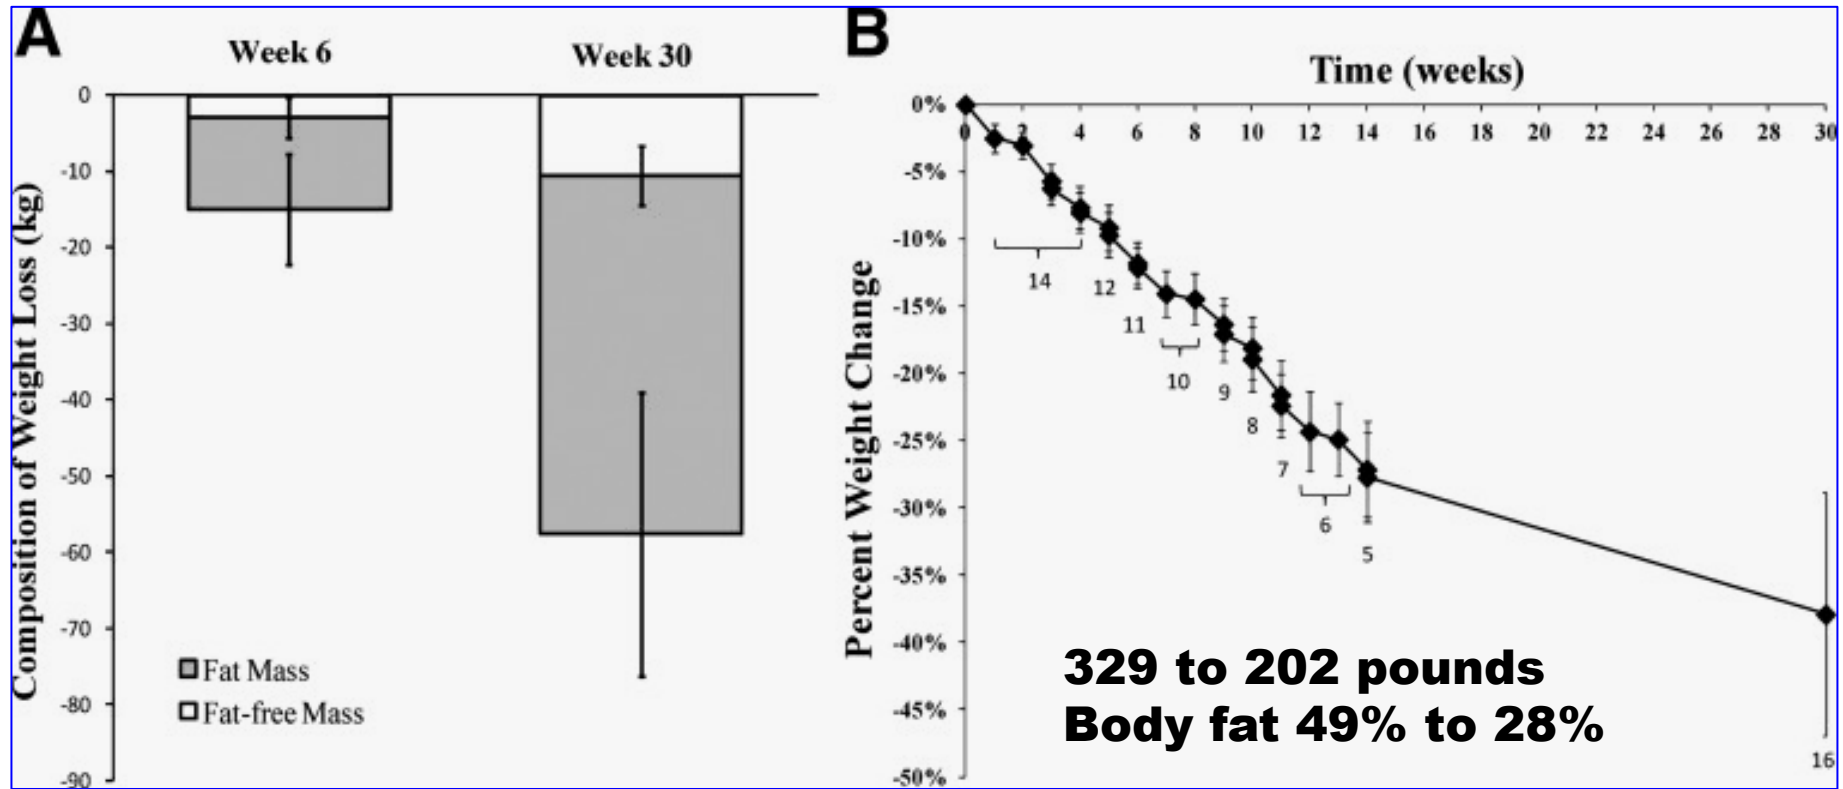 A
Week 6
Week 30
Composition of Weight Loss (kg)
0
-10
-20
-30
-40
-50
-60
-70
-80
-90
Fat Mass
Fat-free Mass
B
Time (weeks)
Percent Weight Change
0%
-5%
-10%
-15%
-20%
-25%
-30%
-35%
-40%
-45%
-50%
0 2 4 6 8 10 12 14 16 18 20 22 24 26 28 30
14
12
11
10
9
8
7
6
5
16
329 to 202 pounds
Body fat 49% to 28%